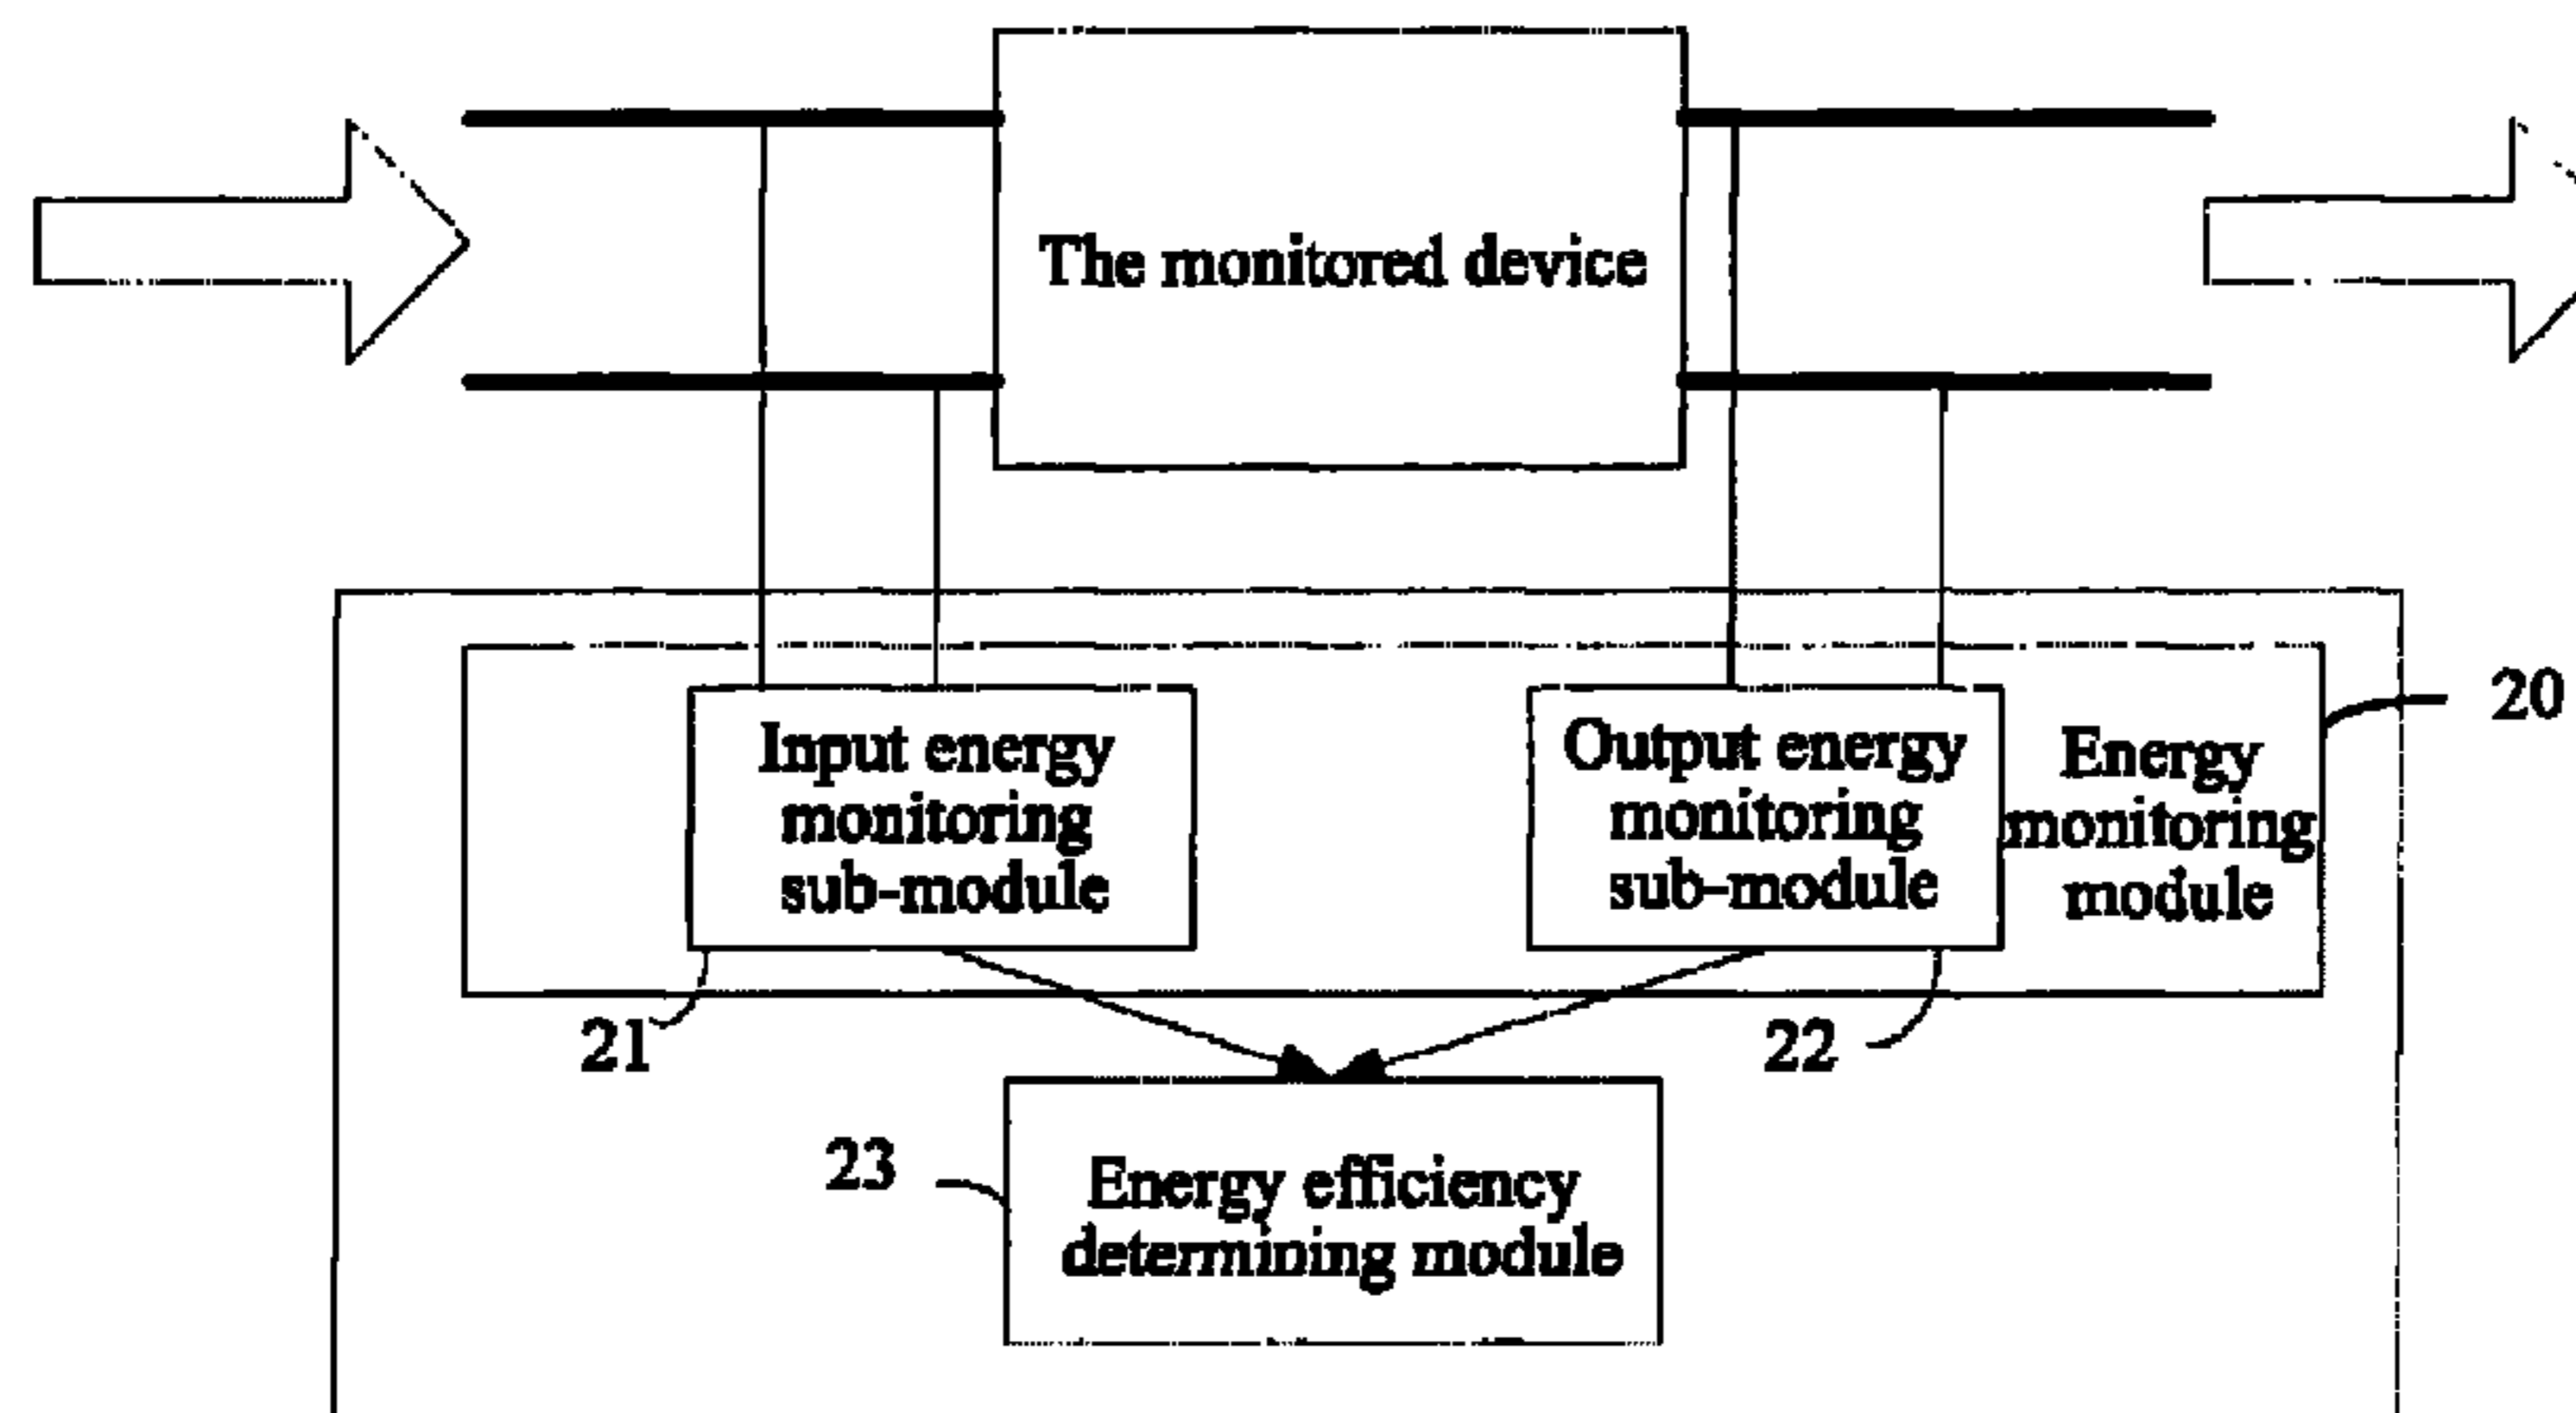 The monitored device
20
Input energy
monitoring
sub-module
Output energy
monitoring
sub-module
Energy
monitoring
module
21
22
23
Energy efficiency
determining module